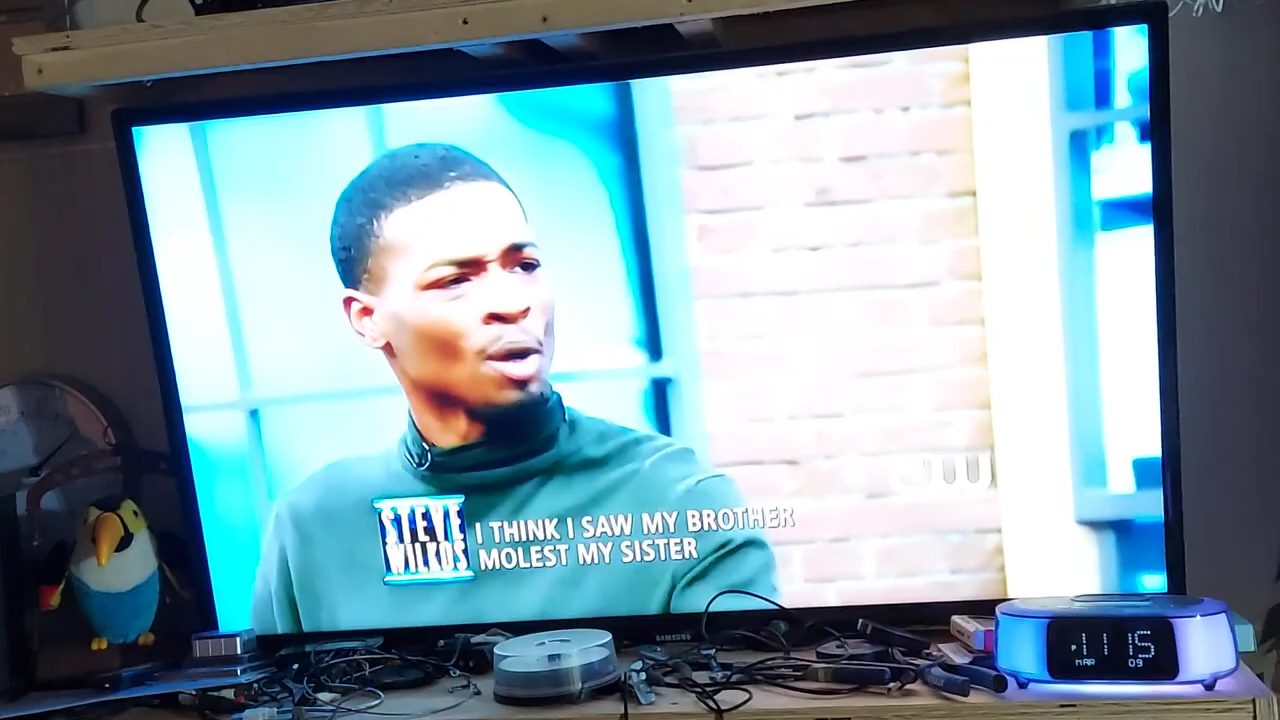 STEVE
WILKOS
I THINK I SAW MY BROTHER
MOLEST MY SISTER
SAMSUNG
P 11 15
MAR 09